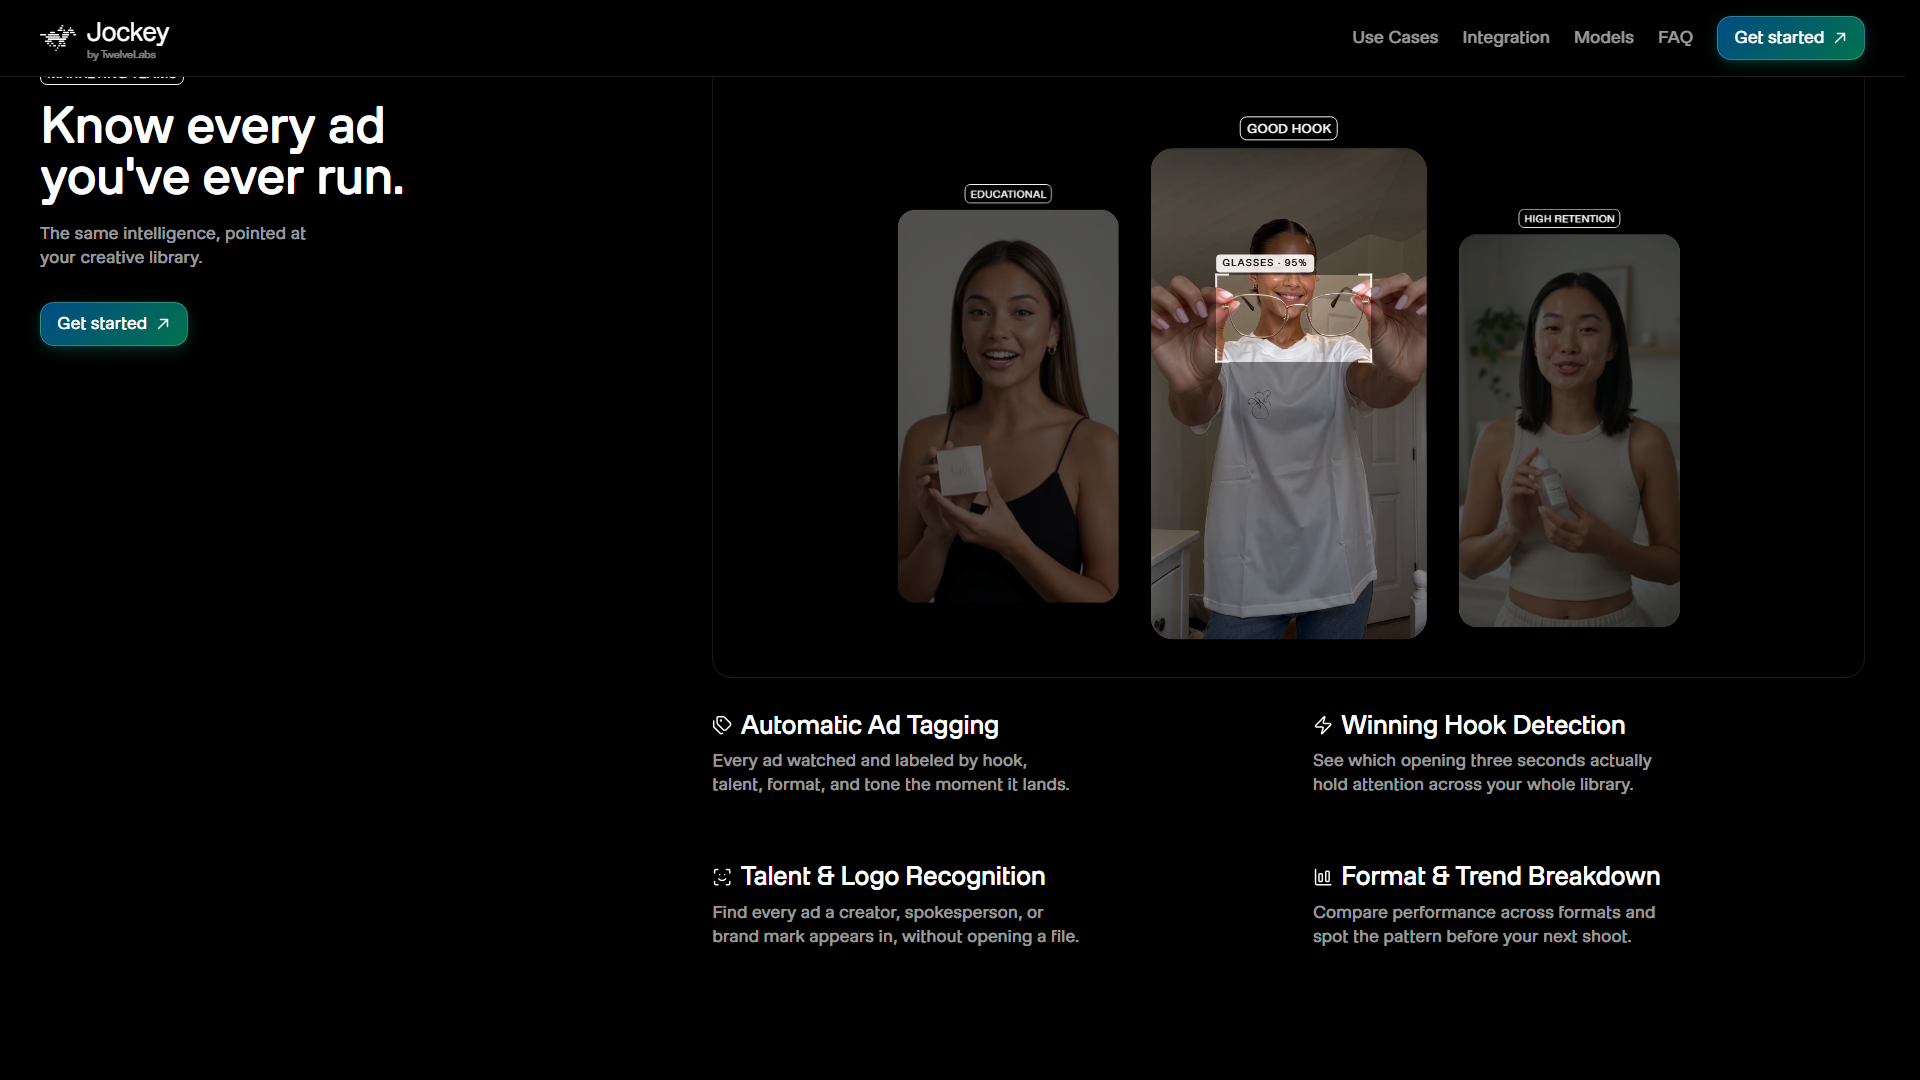 Jockey
by TwelveLabs
Use Cases
Integration
Models
FAQ
Get started
MARKETING TEAMS
Know every ad
you've ever run.
The same intelligence, pointed at
your creative library.
Get started
EDUCATIONAL
GOOD HOOK
GLASSES · 95%
HIGH RETENTION
Automatic Ad Tagging
Every ad watched and labeled by hook,
talent, format, and tone the moment it lands.
Winning Hook Detection
See which opening three seconds actually
hold attention across your whole library.
Talent & Logo Recognition
Find every ad a creator, spokesperson, or
brand mark appears in, without opening a file.
Format & Trend Breakdown
Compare performance across formats and
spot the pattern before your next shoot.